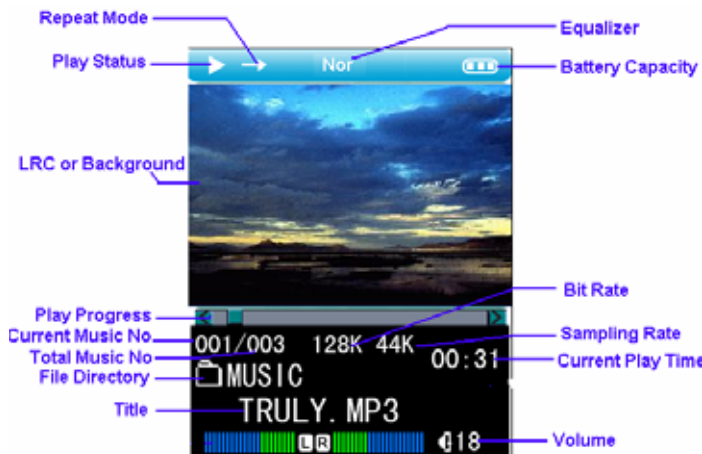 Repeat Mode
Equalizer
Play Status
Nor
Battery Capacity
LRC or Background
Bit Rate
Play Progress
Current Music No
001/003 128K 44K
Sampling Rate
Total Music No
00:31
Current Play Time
File Directory
MUSIC
Title
TRULY. MP3
L R
18
Volume